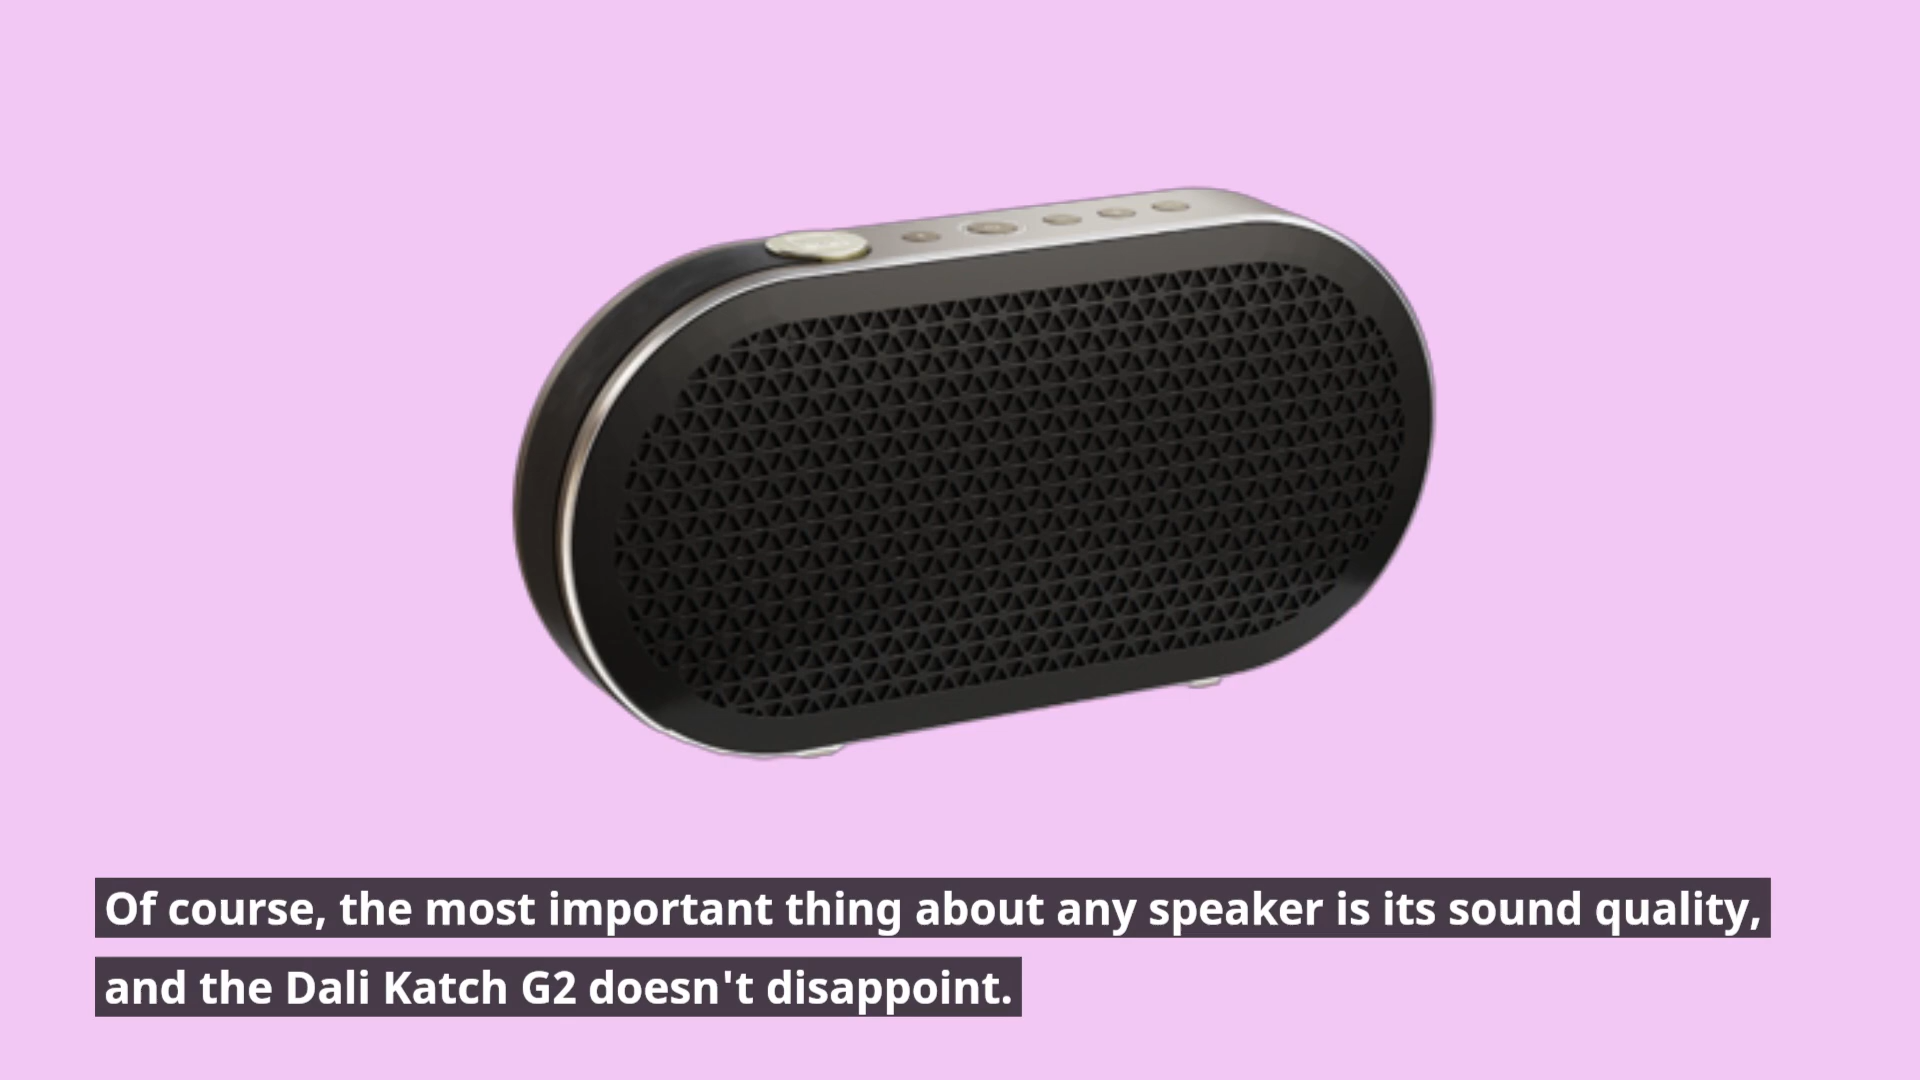 Of course, the most important thing about any speaker is its sound quality,
and the Dali Katch G2 doesn't disappoint.